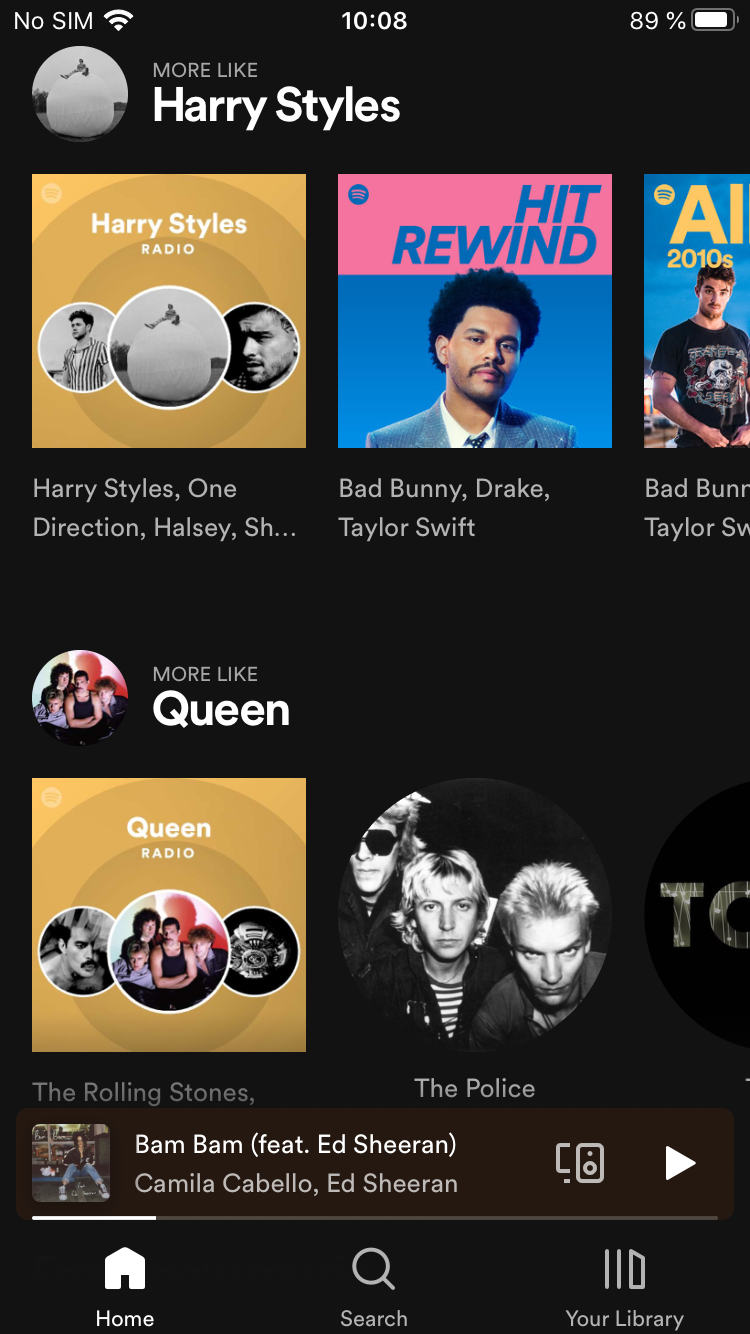 No SIM 10:08 89 %
MORE LIKE
Harry Styles
Harry Styles
RADIO
HIT
REWIND
Al
2010s
Harry Styles, One
Direction, Halsey, Sh...
Bad Bunny, Drake,
Taylor Swift
Bad Bunn
Taylor Sw
MORE LIKE
Queen
Queen
RADIO
TO
The Rolling Stones,
The Police
Bam Bam (feat. Ed Sheeran)
Camila Cabello, Ed Sheeran
Home
Search
Your Library